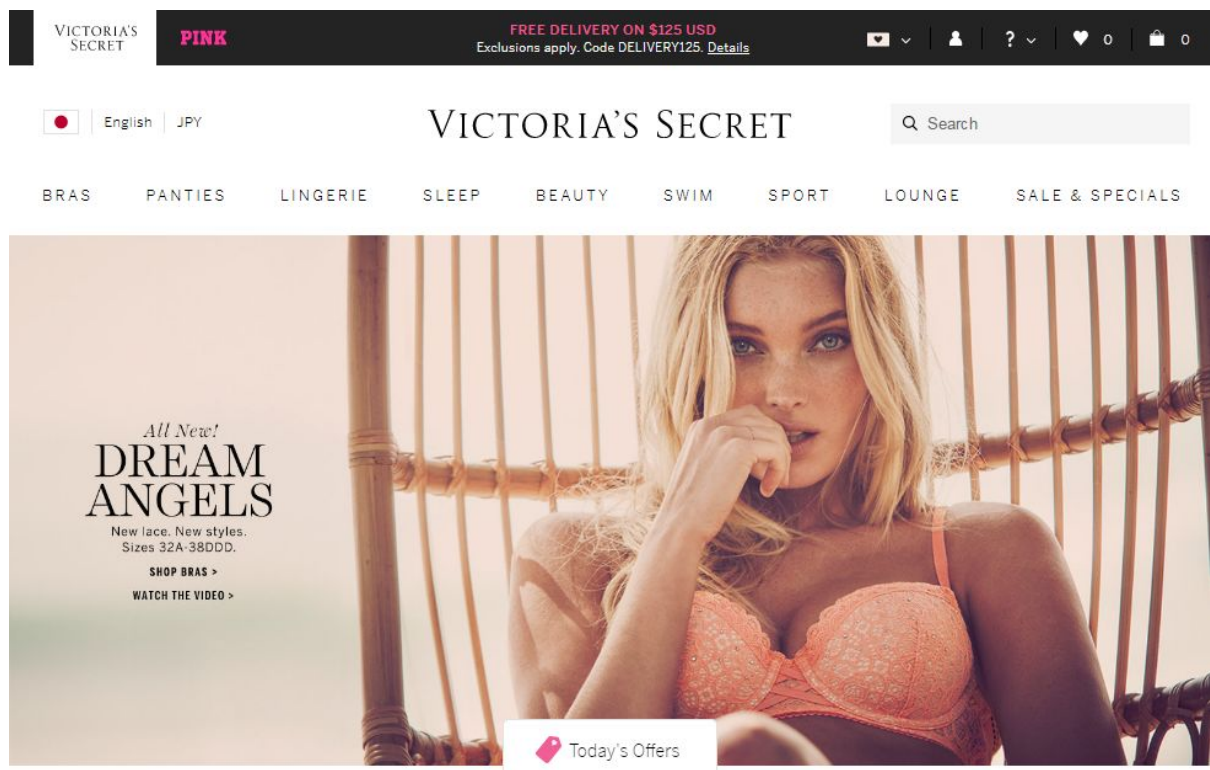 VICTORIA'S
SECRET
PINK
FREE DELIVERY ON $125 USD
Exclusions apply. Code DELIVERY125. Details
?
0
0
English
JPY
VICTORIA'S SECRET
Search
BRAS
PANTIES
LINGERIE
SLEEP
BEAUTY
SWIM
SPORT
LOUNGE
SALE & SPECIALS
All New!
DREAM
ANGELS
New lace. New styles.
Sizes 32A-38DDD.
SHOP BRAS >
WATCH THE VIDEO >
Today's Offers